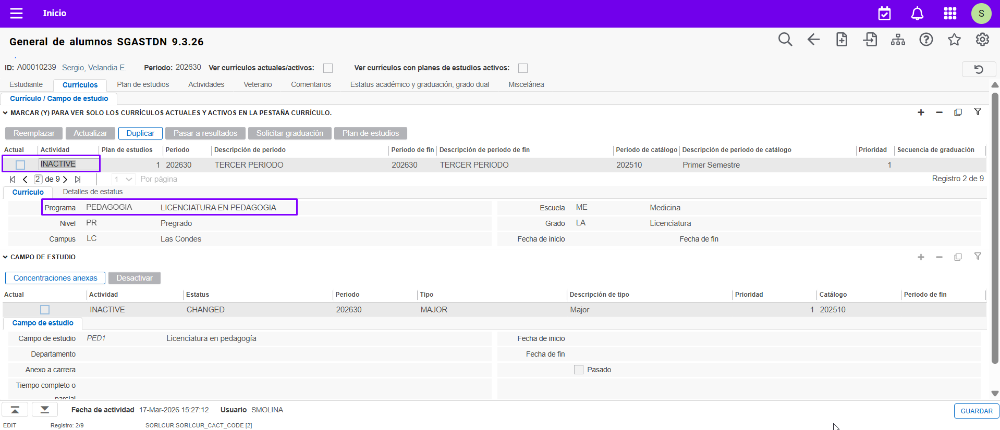 Inicio
S
General de alumnos SGASTDN 9.3.26
ID: A00010239 Sergio, Velandia E. Periodo: 202630 Ver currículos actuales/activos: Ver currículos con planes de estudios activos:
Estudiante Currículos Plan de estudios Actividades Veterano Comentarios Estatus académico y graduación, grado dual Miscelánea
Currículo / Campo de estudio
MARCAR (Y) PARA VER SOLO LOS CURRÍCULOS ACTUALES Y ACTIVOS EN LA PESTAÑA CURRÍCULO.
Reemplazar Actualizar Duplicar Pasar a resultados Solicitar graduación Plan de estudios
Actual Actividad Plan de estudios Periodo Descripción de periodo Periodo de fin Descripción de periodo de fin Periodo de catálogo Descripción de periodo de catálogo Prioridad Secuencia de graduación
INACTIVE 1 202630 TERCER PERIODO 202630 TERCER PERIODO 202510 Primer Semestre 1
2 de 9 1 Por página Registro 2 de 9
Currículo Detalles de estatus
Programa PEDAGOGIA LICENCIATURA EN PEDAGOGIA Escuela ME Medicina
Nivel PR Pregrado Grado LA Licenciatura
Campus LC Las Condes Fecha de inicio Fecha de fin
CAMPO DE ESTUDIO
Concentraciones anexas Desactivar
Actual Actividad Estatus Periodo Tipo Descripción de tipo Prioridad Catálogo Periodo de fin
INACTIVE CHANGED 202630 MAJOR Major 1 202510
Campo de estudio
Campo de estudio PED1 Licenciatura en pedagogía Fecha de inicio
Departamento Fecha de fin
Anexo a carrera Pasado
Tiempo completo o
parcial
Fecha de actividad 17-Mar-2026 15:27:12 Usuario SMOLINA GUARDAR
EDIT Registro: 2/9 SORLCUR.SORLCUR_CACT_CODE [2]